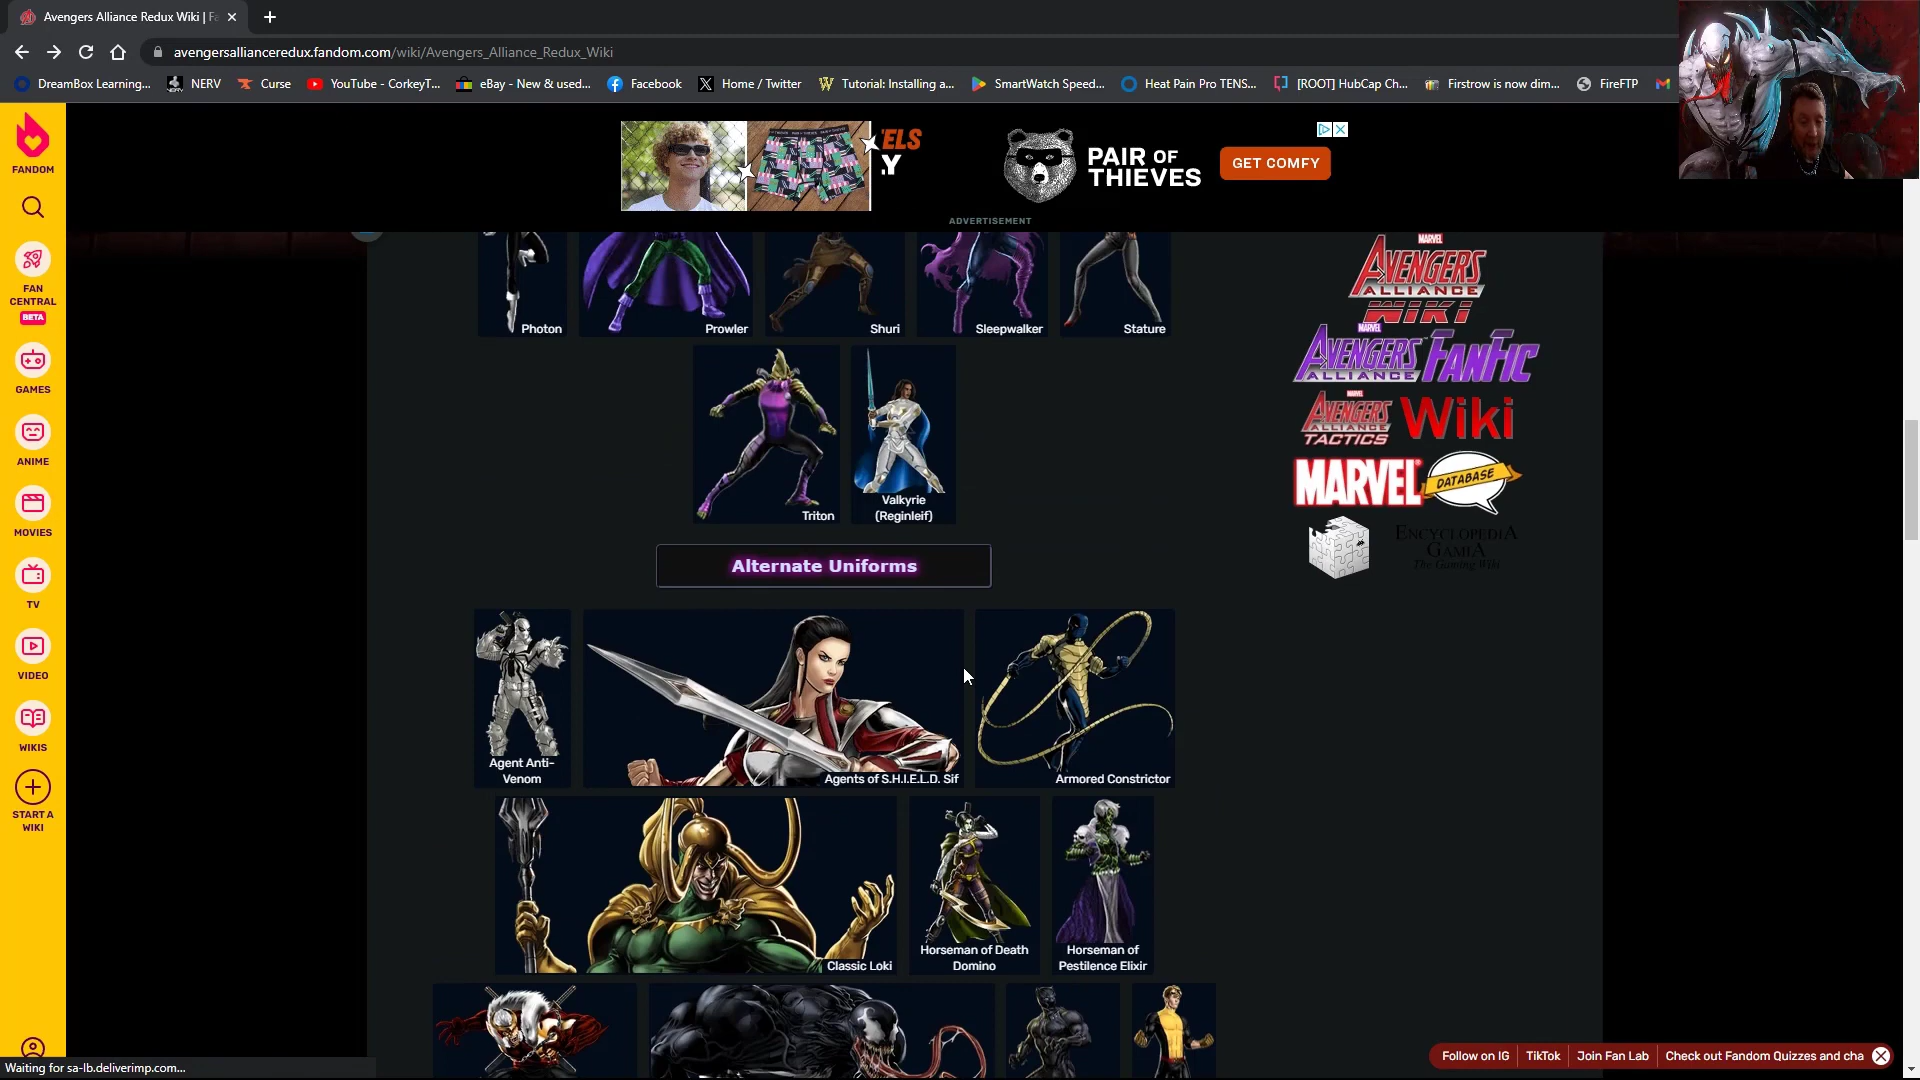 Avengers Alliance Redux Wiki | Fa
avengersallianceredux.fandom.com/wiki/Avengers_Alliance_Redux_Wiki
DreamBox Learning... NERV Curse YouTube - CorkeyT... eBay - New & used... Facebook Home / Twitter Tutorial: Installing a... SmartWatch Speed... Heat Pain Pro TENS... [ROOT] HubCap Ch... Firstrow is now dim... FireFTP
FANDOM
FAN
CENTRAL
BETA
GAMES
ANIME
MOVIES
TV
VIDEO
WIKIS
START A
WIKI
PAIR OF
THIEVES
GET COMFY
ADVERTISEMENT
Photon
Prowler
Shuri
Sleepwalker
Stature
Triton
Valkyrie
(Reginleif)
Alternate Uniforms
Agent Anti-
Venom
Agents of S.H.I.E.L.D. Sif
Armored Constrictor
Classic Loki
Horseman of Death
Domino
Horseman of
Pestilence Elixir
MARVEL
AVENGERS
ALLIANCE
WIKI
MARVEL
AVENGERS FANFIC
ALLIANCE
MARVEL
AVENGERS
ALLIANCE
TACTICS
Wiki
MARVEL DATABASE
ENCYCLOPEDIA
GAMIA
The Gaming Wiki
Follow on IG TikTok Join Fan Lab Check out Fandom Quizzes and cha
Waiting for sa-lb.deliverimp.com...